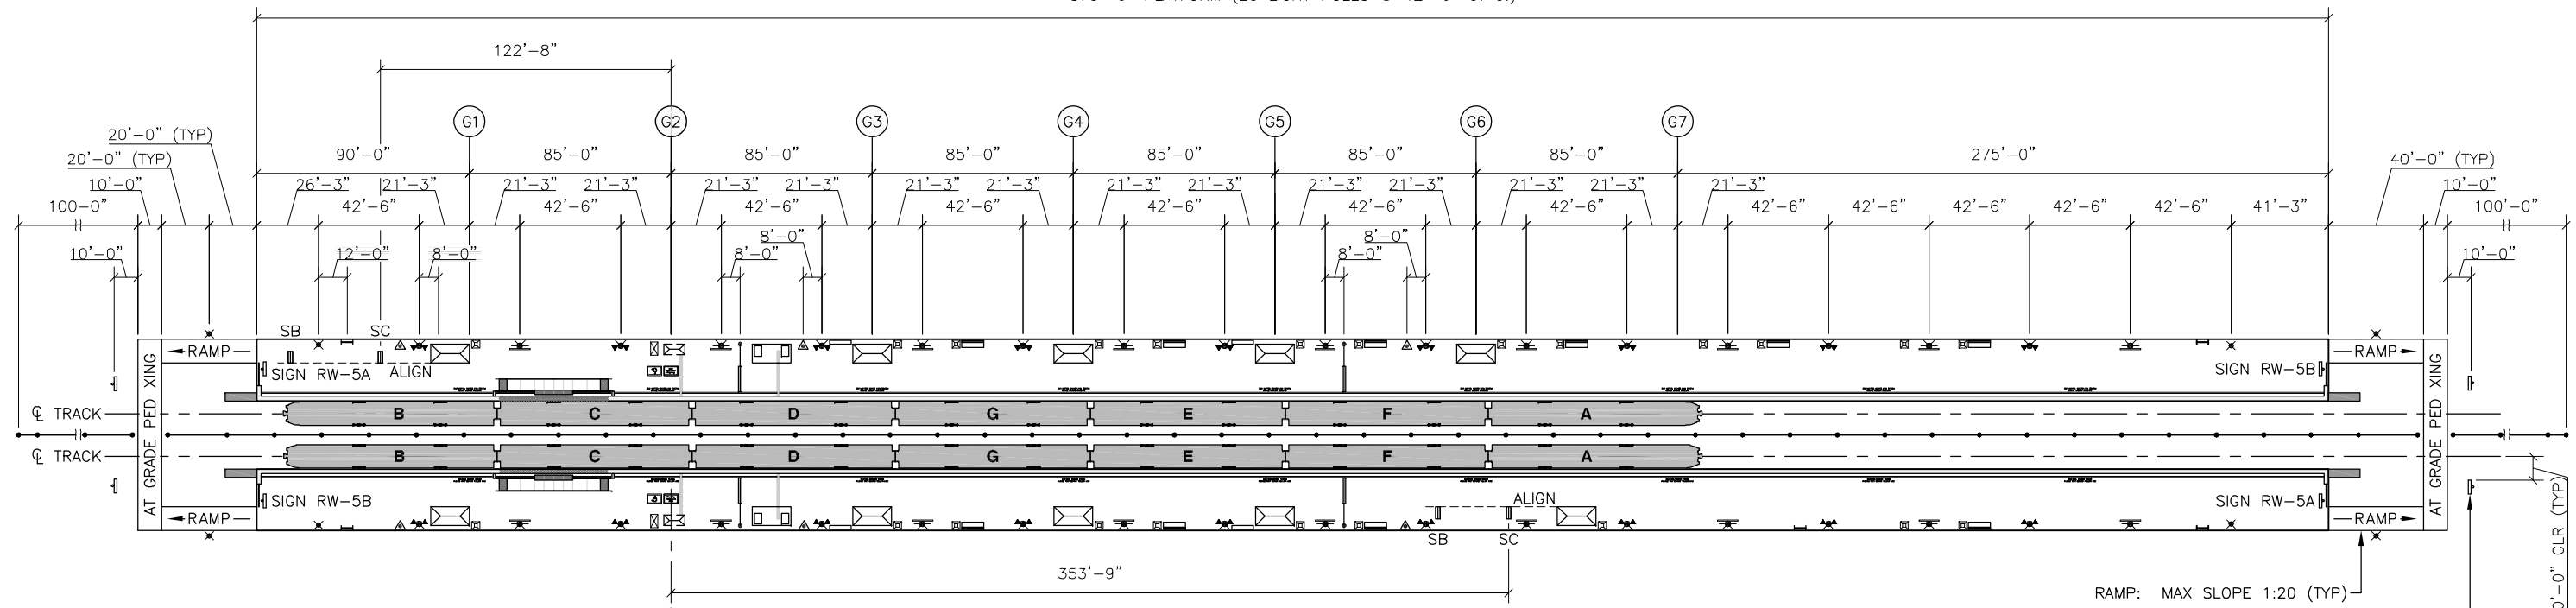 122'-8"
G1 G2 G3 G4 G5 G6 G7
20'-0" (TYP)
90'-0" 85'-0" 85'-0" 85'-0" 85'-0" 85'-0" 85'-0" 275'-0" 40'-0" (TYP)
20'-0" (TYP)
10'-0" 26'-3" 21'-3" 21'-3" 21'-3" 21'-3" 21'-3" 21'-3" 21'-3" 21'-3" 21'-3" 21'-3" 21'-3" 21'-3" 21'-3" 21'-3" 10'-0"
100-0" 42'-6" 42'-6" 42'-6" 42'-6" 42'-6" 42'-6" 42'-6" 42'-6" 42'-6" 42'-6" 42'-6" 42'-6" 41'-3" 100'-0"
8'-0" 8'-0"
10'-0" 12'-0" 8'-0" 8'-0" 8'-0" 10'-0"
SB SC
RAMP RAMP
SIGN RW-5A ALIGN SIGN RW-5B
AT GRADE PED XING AT GRADE PED XING
℄ TRACK B C D G E F A
℄ TRACK B C D G E F A
SIGN RW-5B ALIGN SIGN RW-5A
RAMP RAMP
SB SC
353'-9"
RAMP: MAX SLOPE 1:20 (TYP)
CLR (TYP)